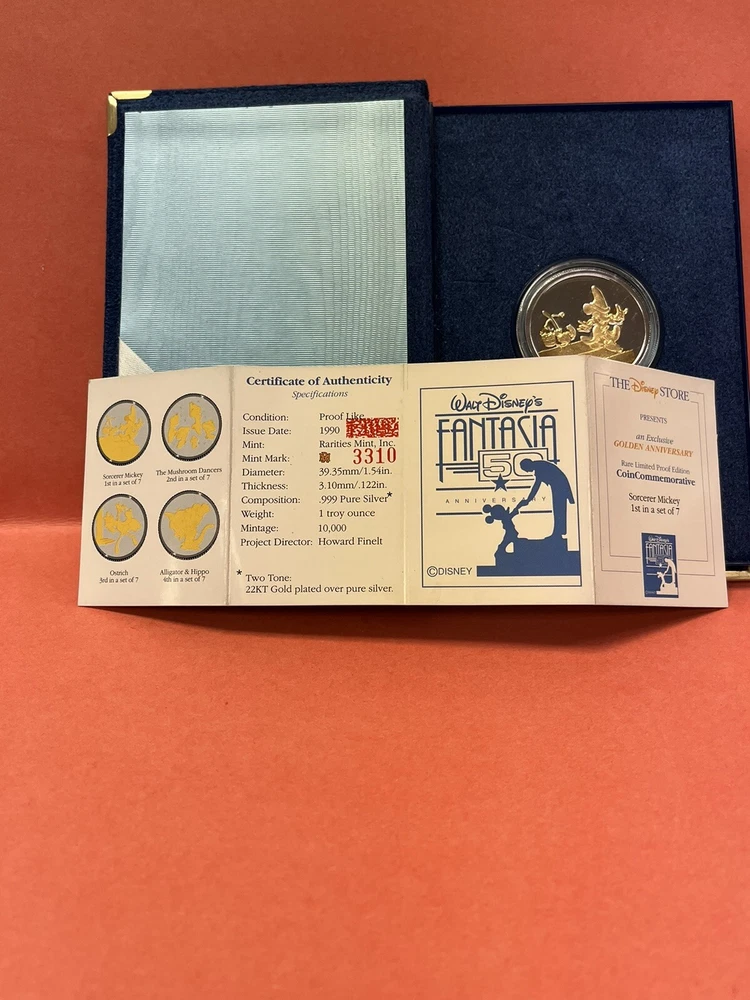 Sorcerer Mickey
1st in a set of 7
The Mushroom Dancers
2nd in a set of 7
Ostrich
3rd in a set of 7
Alligator & Hippo
4th in a set of 7
Certificate of Authenticity
Specifications
Condition: Proof Like
Issue Date: 1990
Mint: Rarities Mint, Inc.
Mint Mark: 3310
Diameter: 39.35mm/1.54in.
Thickness: 3.10mm/.122in.
Composition: .999 Pure Silver*
Weight: 1 troy ounce
Mintage: 10,000
Project Director: Howard Finelt
* Two Tone:
22KT Gold plated over pure silver.
Walt Disney's
FANTASIA
50
ANNIVERSARY
©DISNEY
THE Disney STORE
PRESENTS
an Exclusive
GOLDEN ANNIVERSARY
Rare Limited Proof Edition
CoinCommemorative
Sorcerer Mickey
1st in a set of 7
FANTASIA